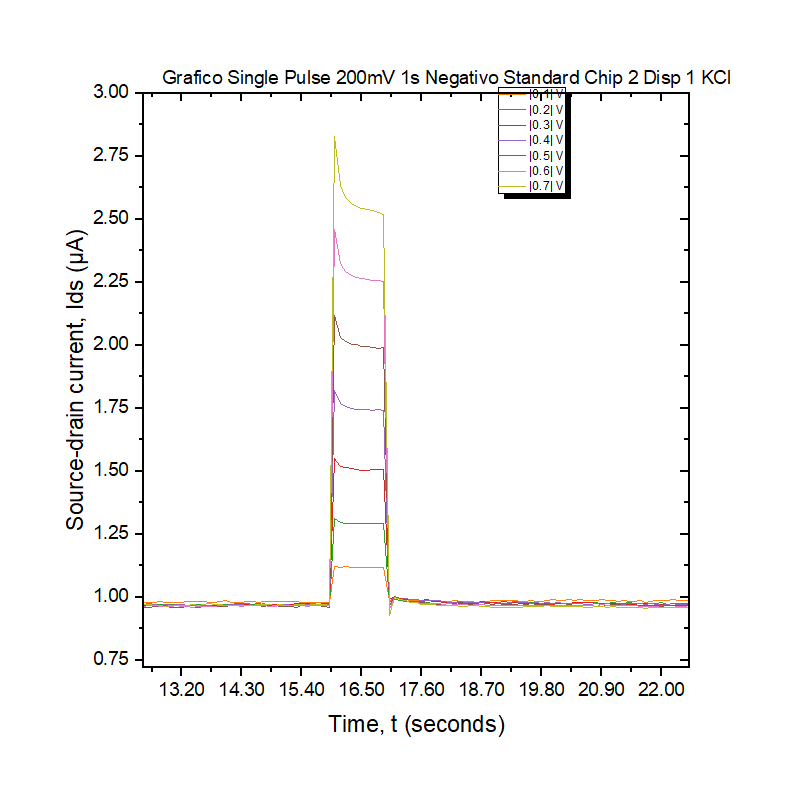 Grafico Single Pulse 200mV 1s Negativo Standard Chip 2 Disp 1 KCl
|0.1| V
|0.2| V
|0.3| V
|0.4| V
|0.5| V
|0.6| V
|0.7| V
3.00
2.75
2.50
2.25
2.00
1.75
1.50
1.25
1.00
0.75
Source-drain current, Ids (µA)
13.20 14.30 15.40 16.50 17.60 18.70 19.80 20.90 22.00
Time, t (seconds)